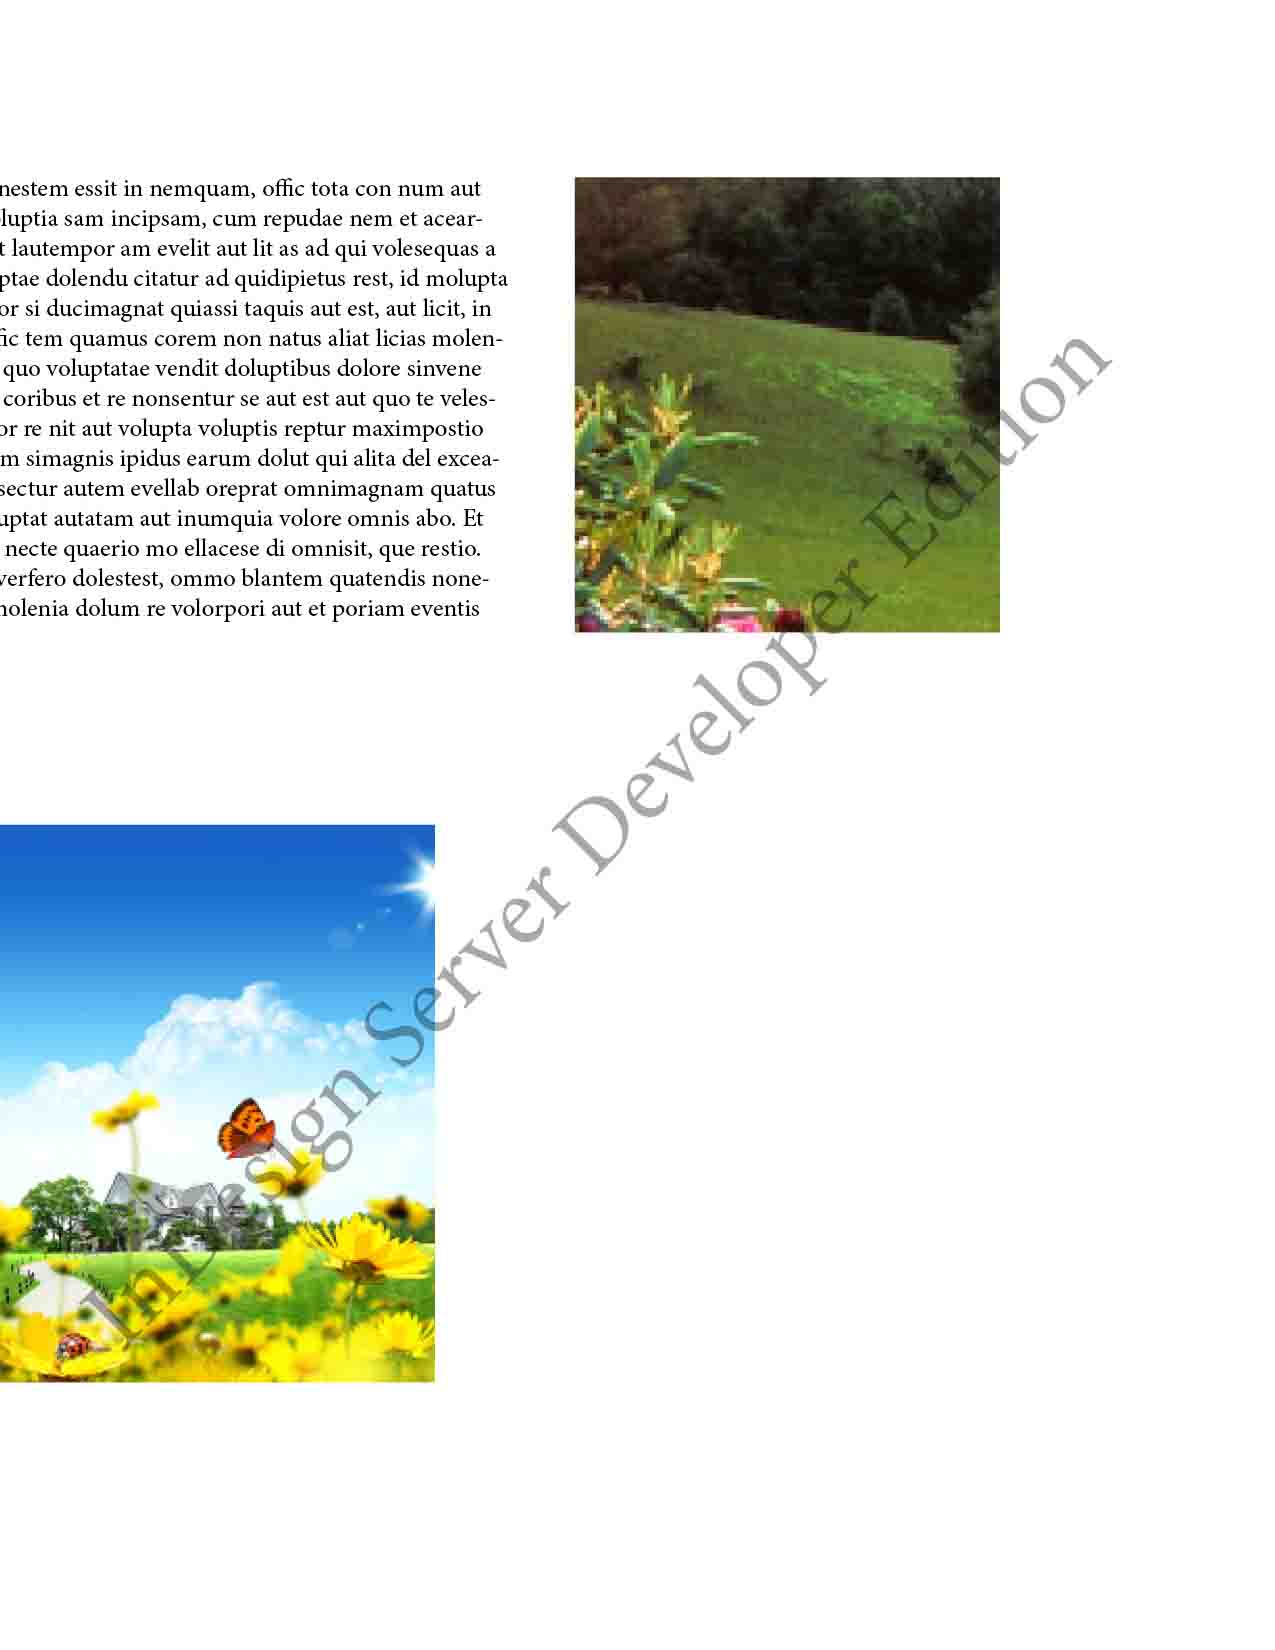 nestem essit in nemquam, offic tota con num aut
luptia sam incipsam, cum repudae nem et acear-
t lautempor am evelit aut lit as ad qui volesequas a
ptae dolendu citatur ad quidipietus rest, id molupta
or si ducimagnat quiassi taquis aut est, aut licit, in
fic tem quamus corem non natus aliat licias molen-
quo voluptatae vendit doluptibus dolore sinvene
coribus et re nonsentur se aut est aut quo te veles-
or re nit aut volupta voluptis reptur maximpostio
m simagnis ipidus earum dolut qui alita del excea-
sectur autem evellab oreprat omnimagnam quatus
uptat autatam aut inumquia volore omnis abo. Et
necte quaerio mo ellacese di omnisit, que restio.
verfero dolestest, ommo blantem quatendis none-
nolenia dolum re volorpori aut et poriam eventis
InDesign Server Developer Edition